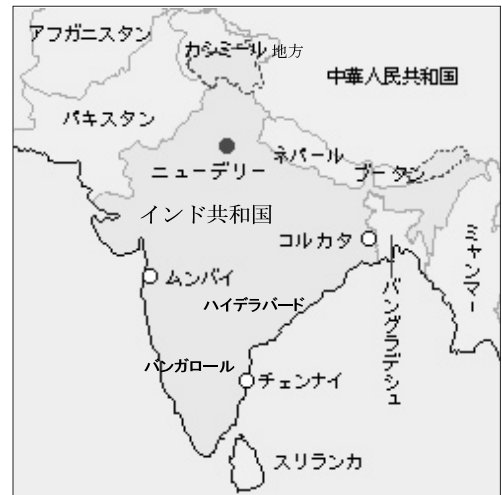 アフガニスタン
カシミール地方
中華人民共和国
パキスタン
ネパール
ブータン
ニューデリー
インド共和国
コルカタ
ミャンマー
ムンバイ
バングラデシュ
ハイデラバード
バンガロール
チェンナイ
スリランカ